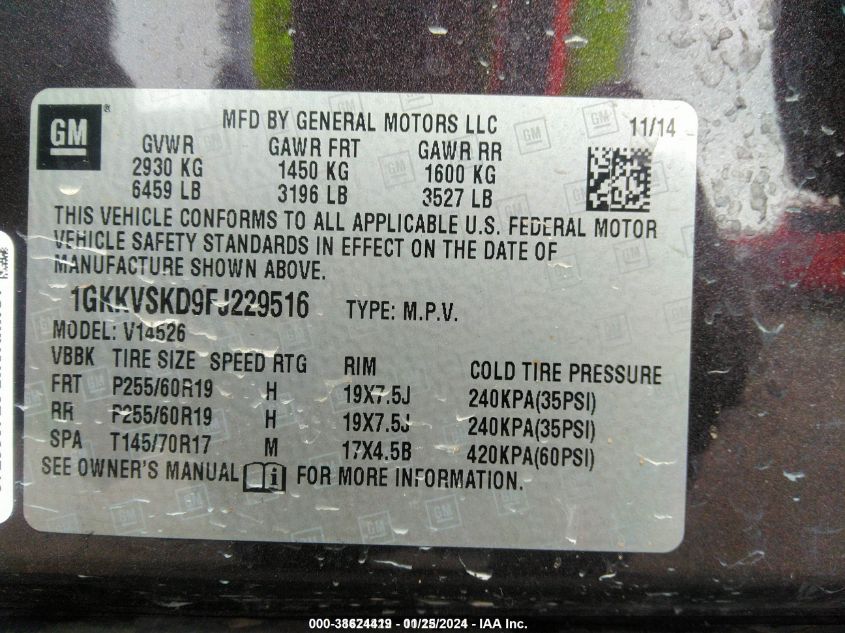 GM
MFD BY GENERAL MOTORS LLC 11/14
GVWR GAWR FRT GAWR RR
2930 KG 1450 KG 1600 KG
6459 LB 3196 LB 3527 LB
THIS VEHICLE CONFORMS TO ALL APPLICABLE U.S. FEDERAL MOTOR
VEHICLE SAFETY STANDARDS IN EFFECT ON THE DATE OF
MANUFACTURE SHOWN ABOVE.
1GKKVSKD9FJ229516 TYPE: M.P.V.
MODEL: V14526
VBBK TIRE SIZE SPEED RTG RIM COLD TIRE PRESSURE
FRT P255/60R19 H 19X7.5J 240KPA(35PSI)
RR P255/60R19 H 19X7.5J 240KPA(35PSI)
SPA T145/70R17 M 17X4.5B 420KPA(60PSI)
SEE OWNER'S MANUAL FOR MORE INFORMATION.
01/25/2024 - IAA Inc.